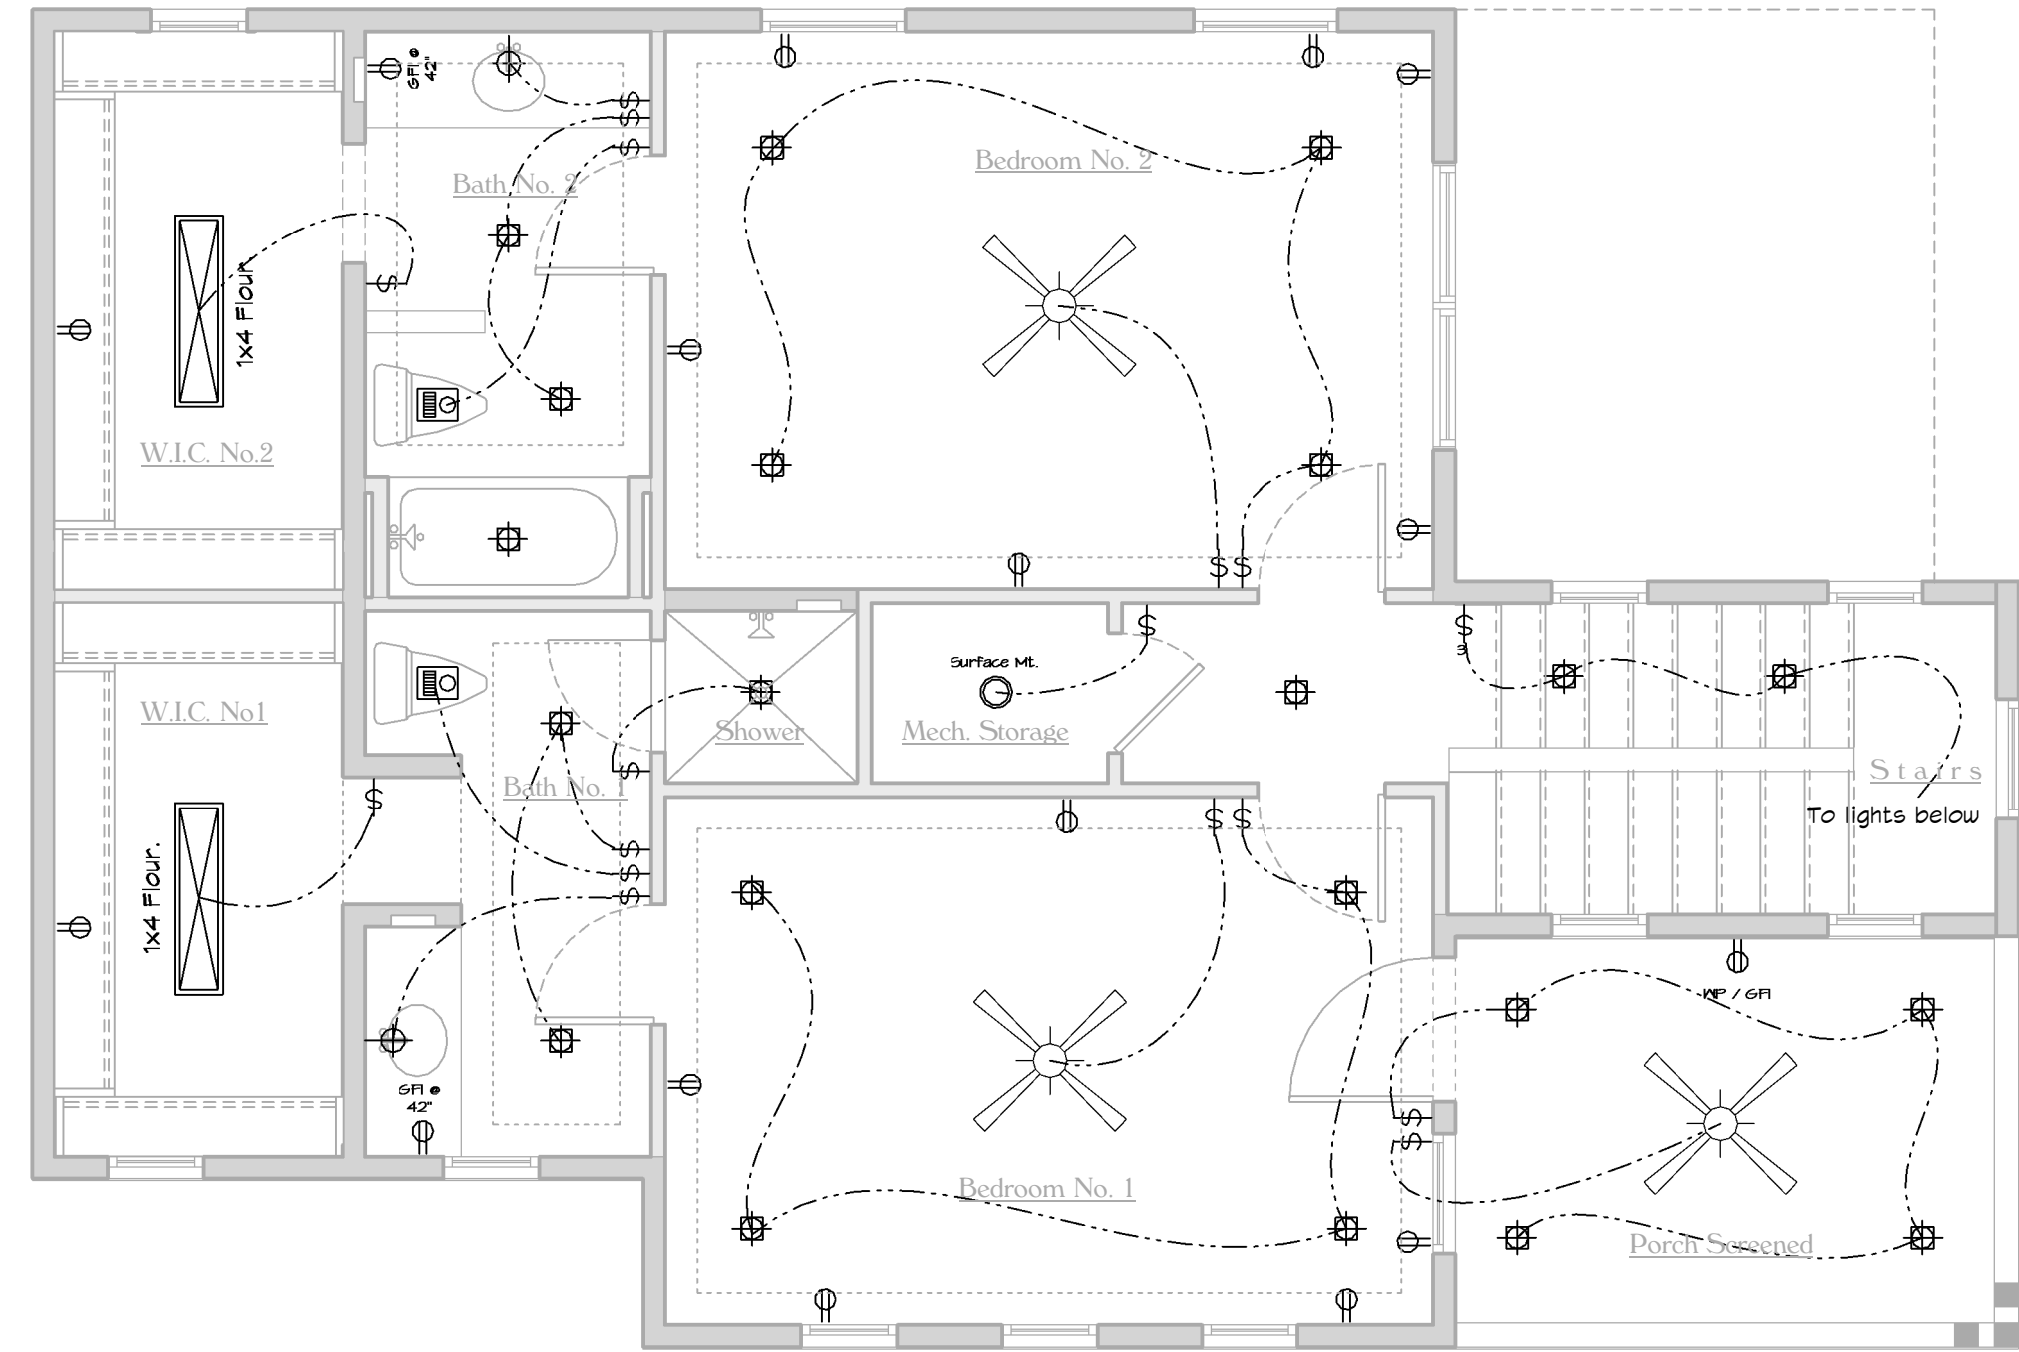 GFI @
42"
Bedroom No. 2
Bath No. 2
1x4 Flour.
W.I.C. No.2
$
$
$
$
$
$
$
$
3
Surface Mt.
W.I.C. No1
Shower
Mech. Storage
Stairs
Bath No. 1
To lights below
$
$
$
$
$
$
$
1x4 Flour.
WP / GFI
GFI @
42"
$
$
Bedroom No. 1
Porch Screened